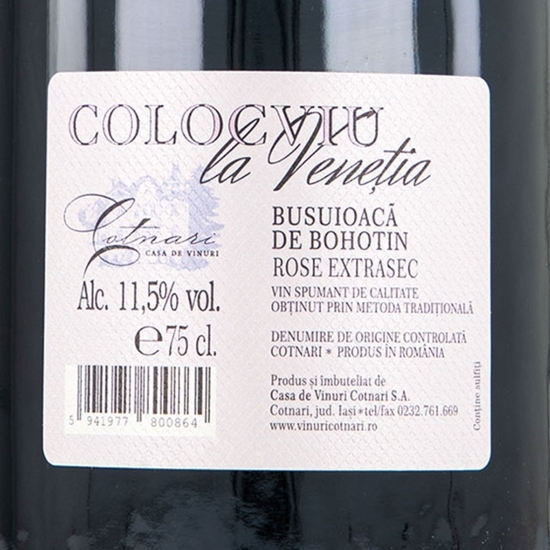 COLOCVIU
la Veneția
Cotnari
CASA DE VINURI
Alc. 11,5% vol.
℮75 cl.
5 941977 800864
BUSUIOACĂ
DE BOHOTIN
ROSE EXTRASEC
VIN SPUMANT DE CALITATE
OBȚINUT PRIN METODA TRADIȚIONALĂ
DENUMIRE DE ORIGINE CONTROLATĂ
COTNARI * PRODUS ÎN ROMÂNIA
Produs și îmbuteliat de
Casa de Vinuri Cotnari S.A.
Cotnari, jud. Iași*tel/fax 0232.761.669
www.vinuricotnari.ro
Conține sulfiți